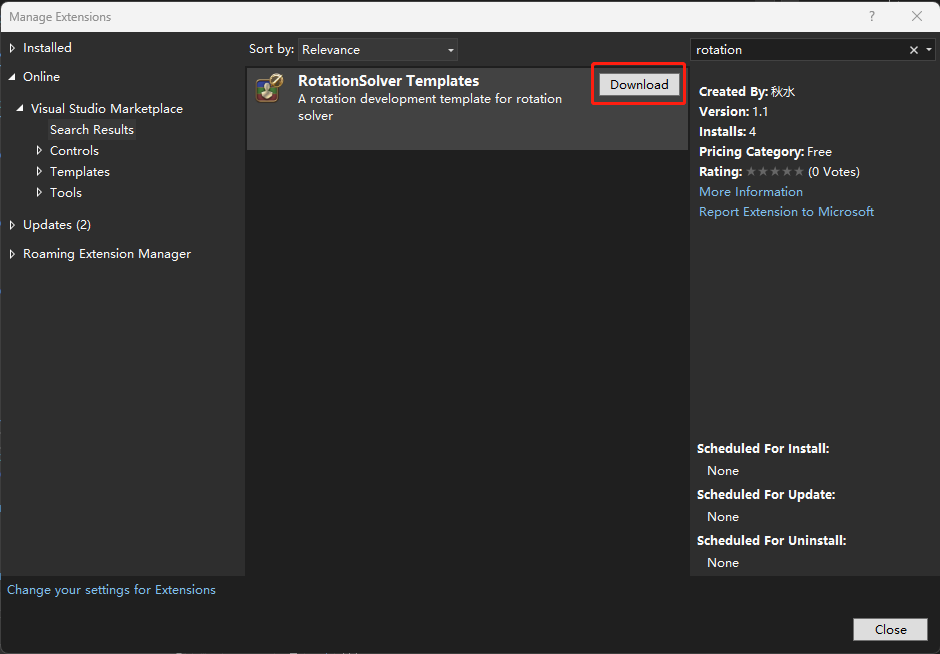 Manage Extensions
?
Installed
Online
Visual Studio Marketplace
Search Results
Controls
Templates
Tools
Updates (2)
Roaming Extension Manager
Change your settings for Extensions
Sort by: Relevance
RotationSolver Templates
A rotation development template for rotation
solver
Download
rotation
Created By: 秋水
Version: 1.1
Installs: 4
Pricing Category: Free
Rating: ★★★★★ (0 Votes)
More Information
Report Extension to Microsoft
Scheduled For Install:
None
Scheduled For Update:
None
Scheduled For Uninstall:
None
Close